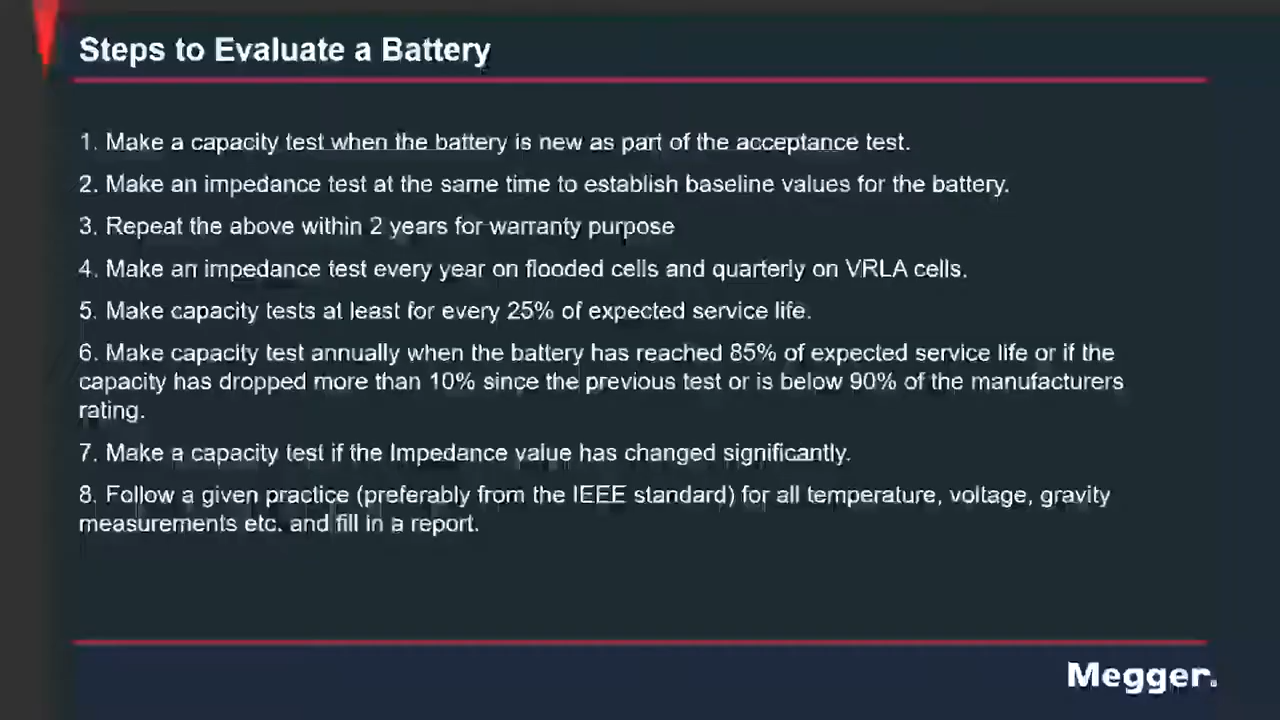 Steps to Evaluate a Battery
1. Make a capacity test when the battery is new as part of the acceptance test.
2. Make an impedance test at the same time to establish baseline values for the battery.
3. Repeat the above within 2 years for warranty purpose
4. Make an impedance test every year on flooded cells and quarterly on VRLA cells.
5. Make capacity tests at least for every 25% of expected service life.
6. Make capacity test annually when the battery has reached 85% of expected service life or if the
capacity has dropped more than 10% since the previous test or is below 90% of the manufacturers
rating.
7. Make a capacity test if the Impedance value has changed significantly.
8. Follow a given practice (preferably from the IEEE standard) for all temperature, voltage, gravity
measurements etc. and fill in a report.
Megger.